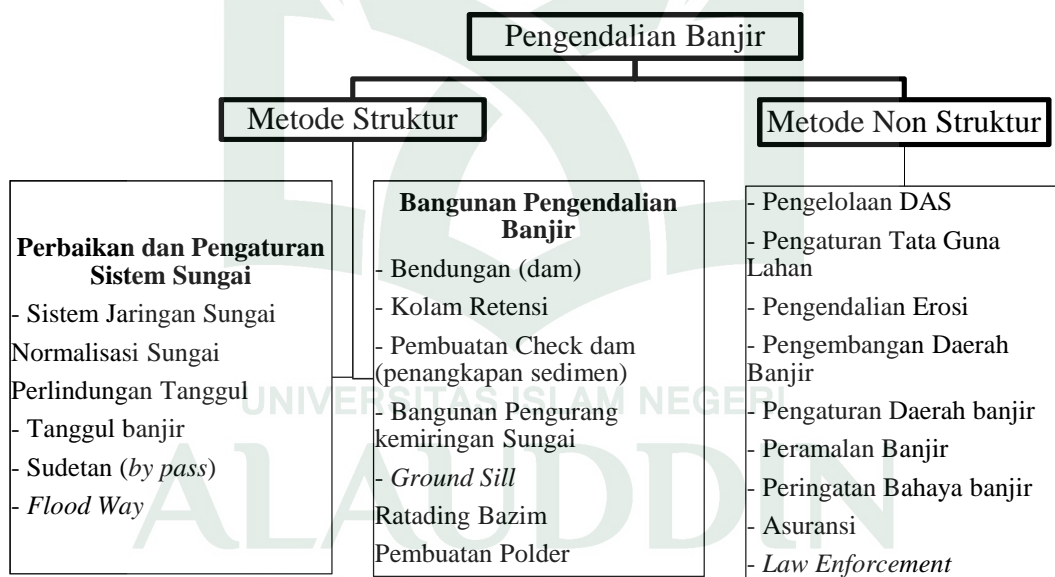 Pengendalian Banjir
Metode Struktur
Metode Non Struktur
Perbaikan dan Pengaturan
Sistem Sungai
- Sistem Jaringan Sungai
Normalisasi Sungai
Perlindungan Tanggul
- Tanggul banjir
- Sudetan (by pass)
- Flood Way
Bangunan Pengendalian
Banjir
- Bendungan (dam)
- Kolam Retensi
- Pembuatan Check dam
(penangkapan sedimen)
- Bangunan Pengurang
kemiringan Sungai
- Ground Sill
Ratading Bazim
Pembuatan Polder
- Pengelolaan DAS
- Pengaturan Tata Guna
Lahan
- Pengendalian Erosi
- Pengembangan Daerah
Banjir
- Pengaturan Daerah banjir
- Peramalan Banjir
- Peringatan Bahaya banjir
- Asuransi
- Law Enforcement
UNIVERSITAS ISLAM NEGERI
ALAUDDIN